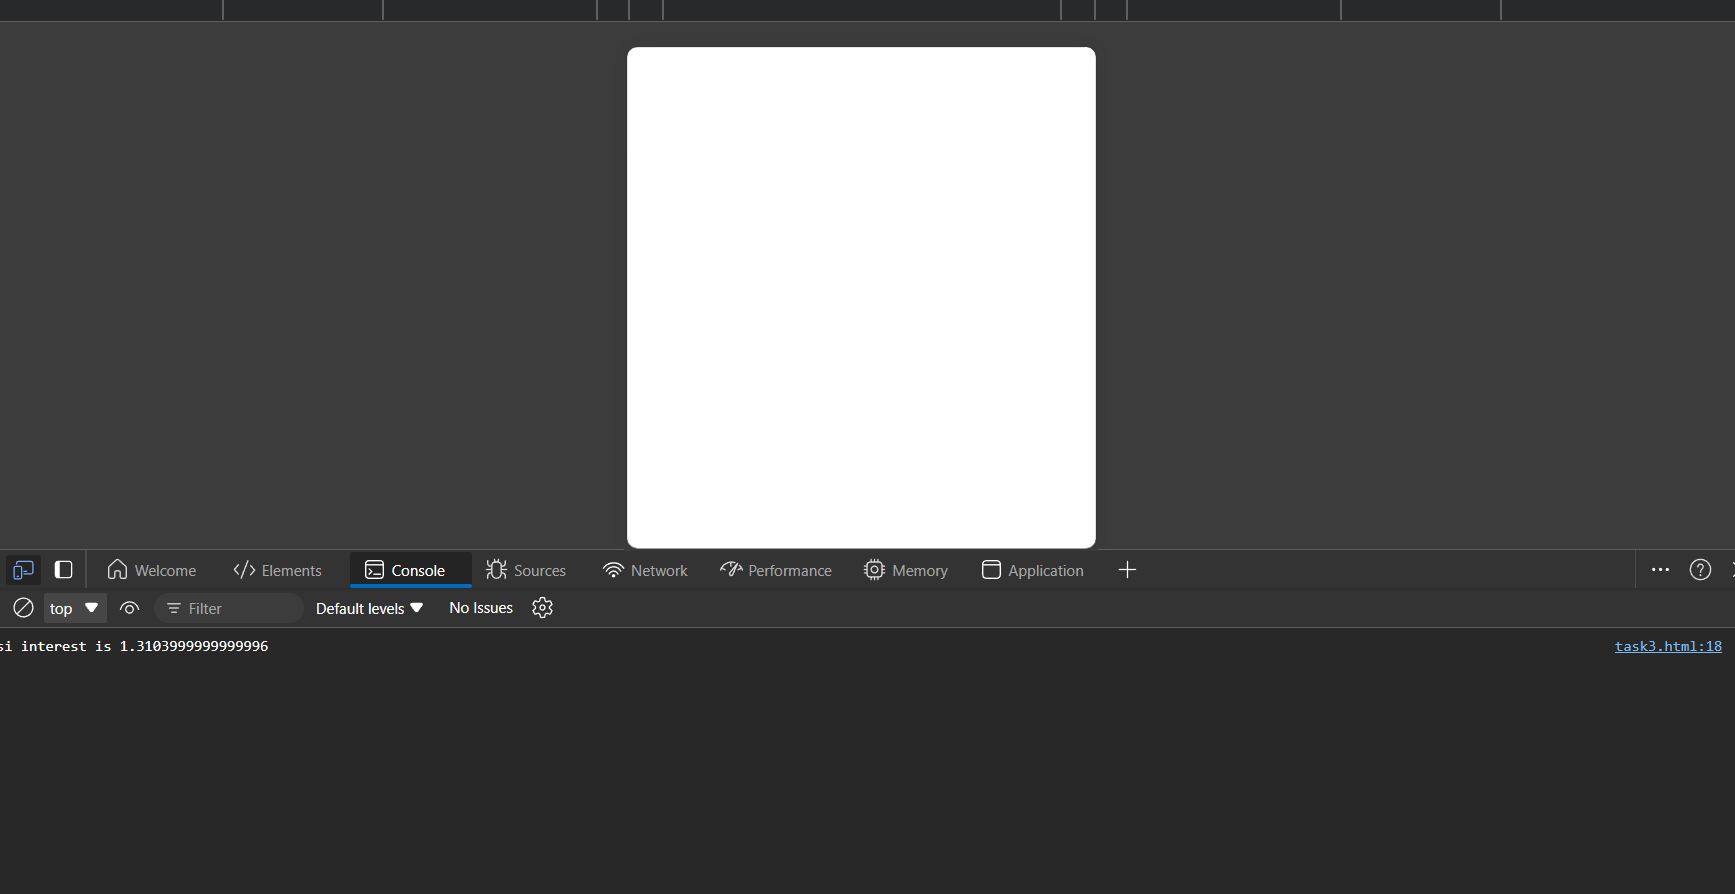 Welcome Elements Console Sources Network Performance Memory Application
top Filter Default levels No Issues
si interest is 1.3103999999999996 task3.html:18